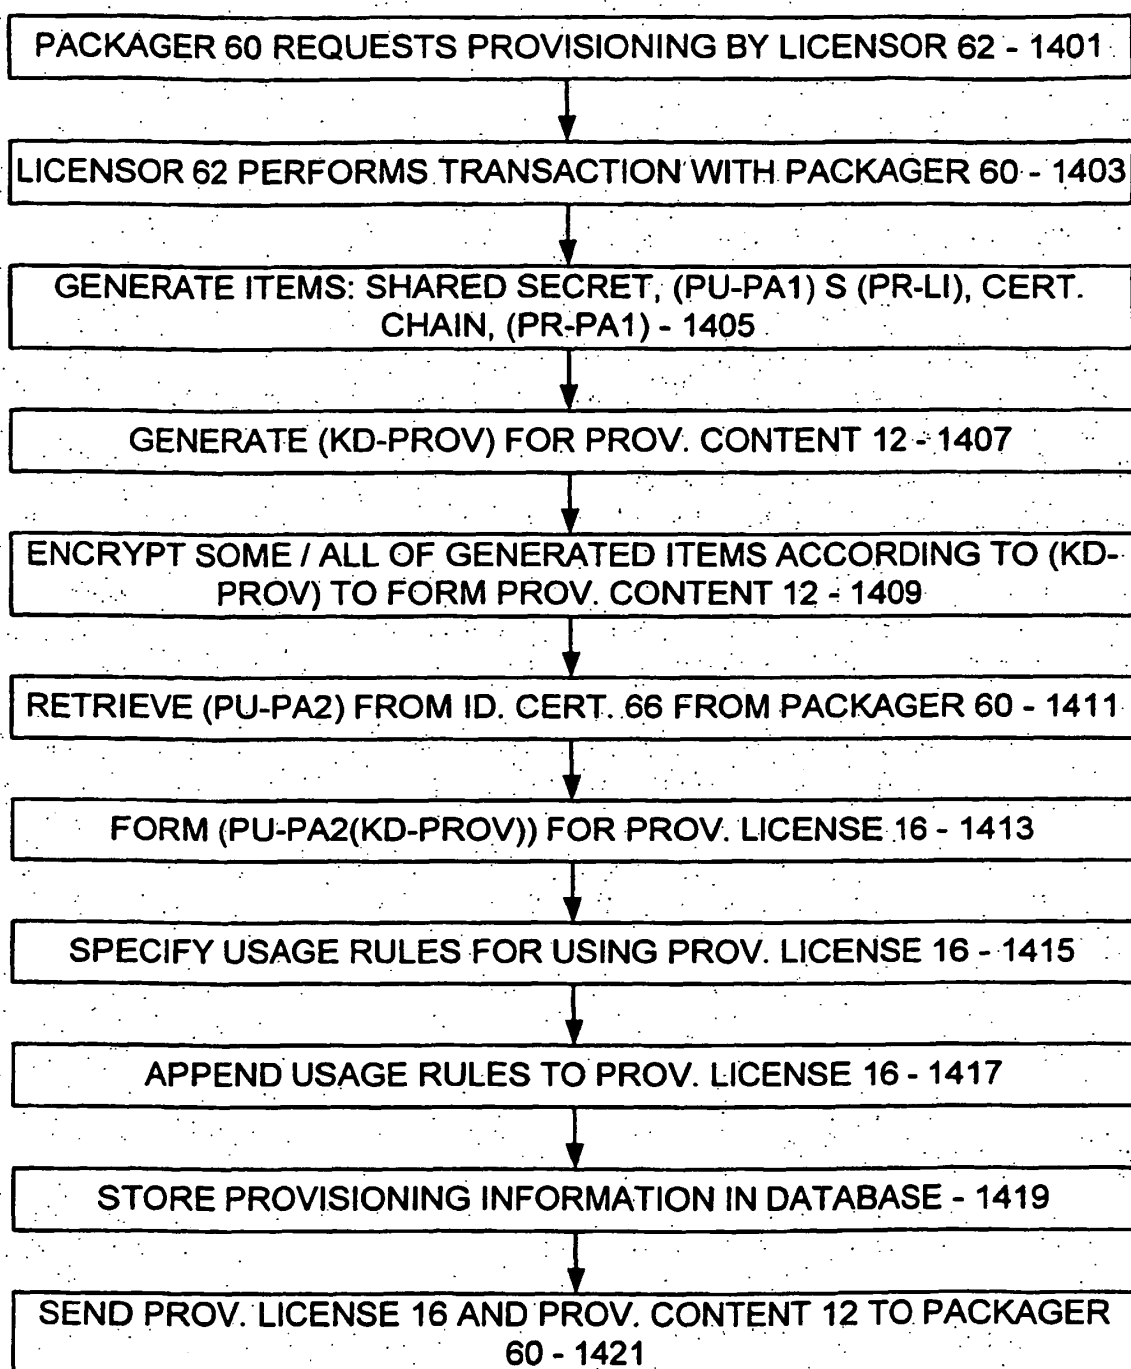 PACKAGER 60 REQUESTS PROVISIONING BY LICENSOR 62 - 1401
LICENSOR 62 PERFORMS TRANSACTION WITH PACKAGER 60 - 1403
GENERATE ITEMS: SHARED SECRET, (PU-PA1) S (PR-LI), CERT.
CHAIN, (PR-PA1) - 1405
GENERATE (KD-PROV) FOR PROV. CONTENT 12 - 1407
ENCRYPT SOME / ALL OF GENERATED ITEMS ACCORDING TO (KD-
PROV) TO FORM PROV. CONTENT 12 - 1409
RETRIEVE (PU-PA2) FROM ID. CERT. 66 FROM PACKAGER 60 - 1411
FORM (PU-PA2(KD-PROV)) FOR PROV. LICENSE 16 - 1413
SPECIFY USAGE RULES FOR USING PROV. LICENSE 16 - 1415
APPEND USAGE RULES TO PROV. LICENSE 16 - 1417
STORE PROVISIONING INFORMATION IN DATABASE - 1419
SEND PROV. LICENSE 16 AND PROV. CONTENT 12 TO PACKAGER
60 - 1421